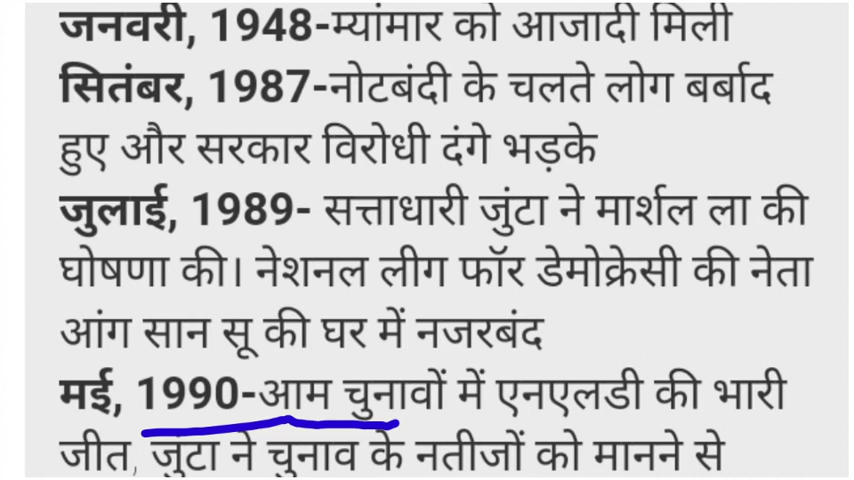 जनवरी, 1948-म्यांमार को आजादी मिली
सितंबर, 1987-नोटबंदी के चलते लोग बर्बाद
हुए और सरकार विरोधी दंगे भड़के
जुलाई, 1989- सत्ताधारी जुंटा ने मार्शल ला की
घोषणा की। नेशनल लीग फॉर डेमोक्रेसी की नेता
आंग सान सू की घर में नजरबंद
मई, 1990-आम चुनावों में एनएलडी की भारी
जीत, जुंटा ने चुनाव के नतीजों को मानने से